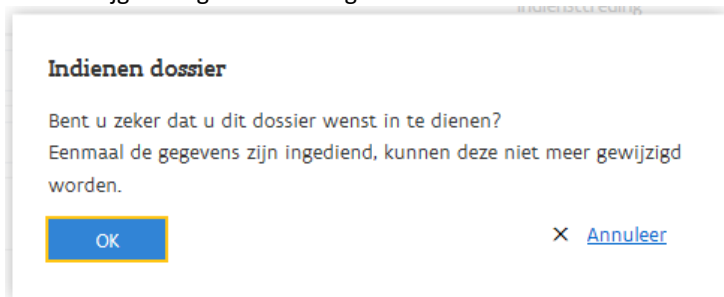 Indienen dossier
Bent u zeker dat u dit dossier wenst in te dienen?
Eenmaal de gegevens zijn ingediend, kunnen deze niet meer gewijzigd
worden.
OK
× Annuleer